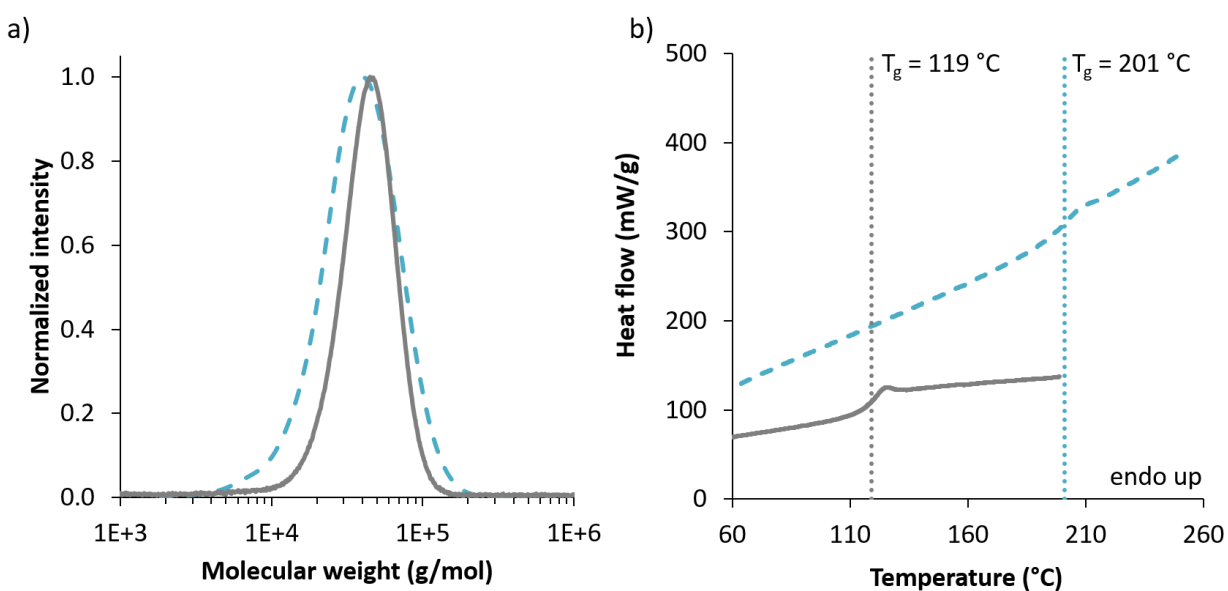 a)
1.0
0.8
0.6
0.4
0.2
0.0
Normalized intensity
1E+3
1E+4
1E+5
1E+6
Molecular weight (g/mol)
b)
500
400
300
200
100
0
Heat flow (mW/g)
Tg = 119 °C
Tg = 201 °C
endo up
60
110
160
210
260
Temperature (°C)